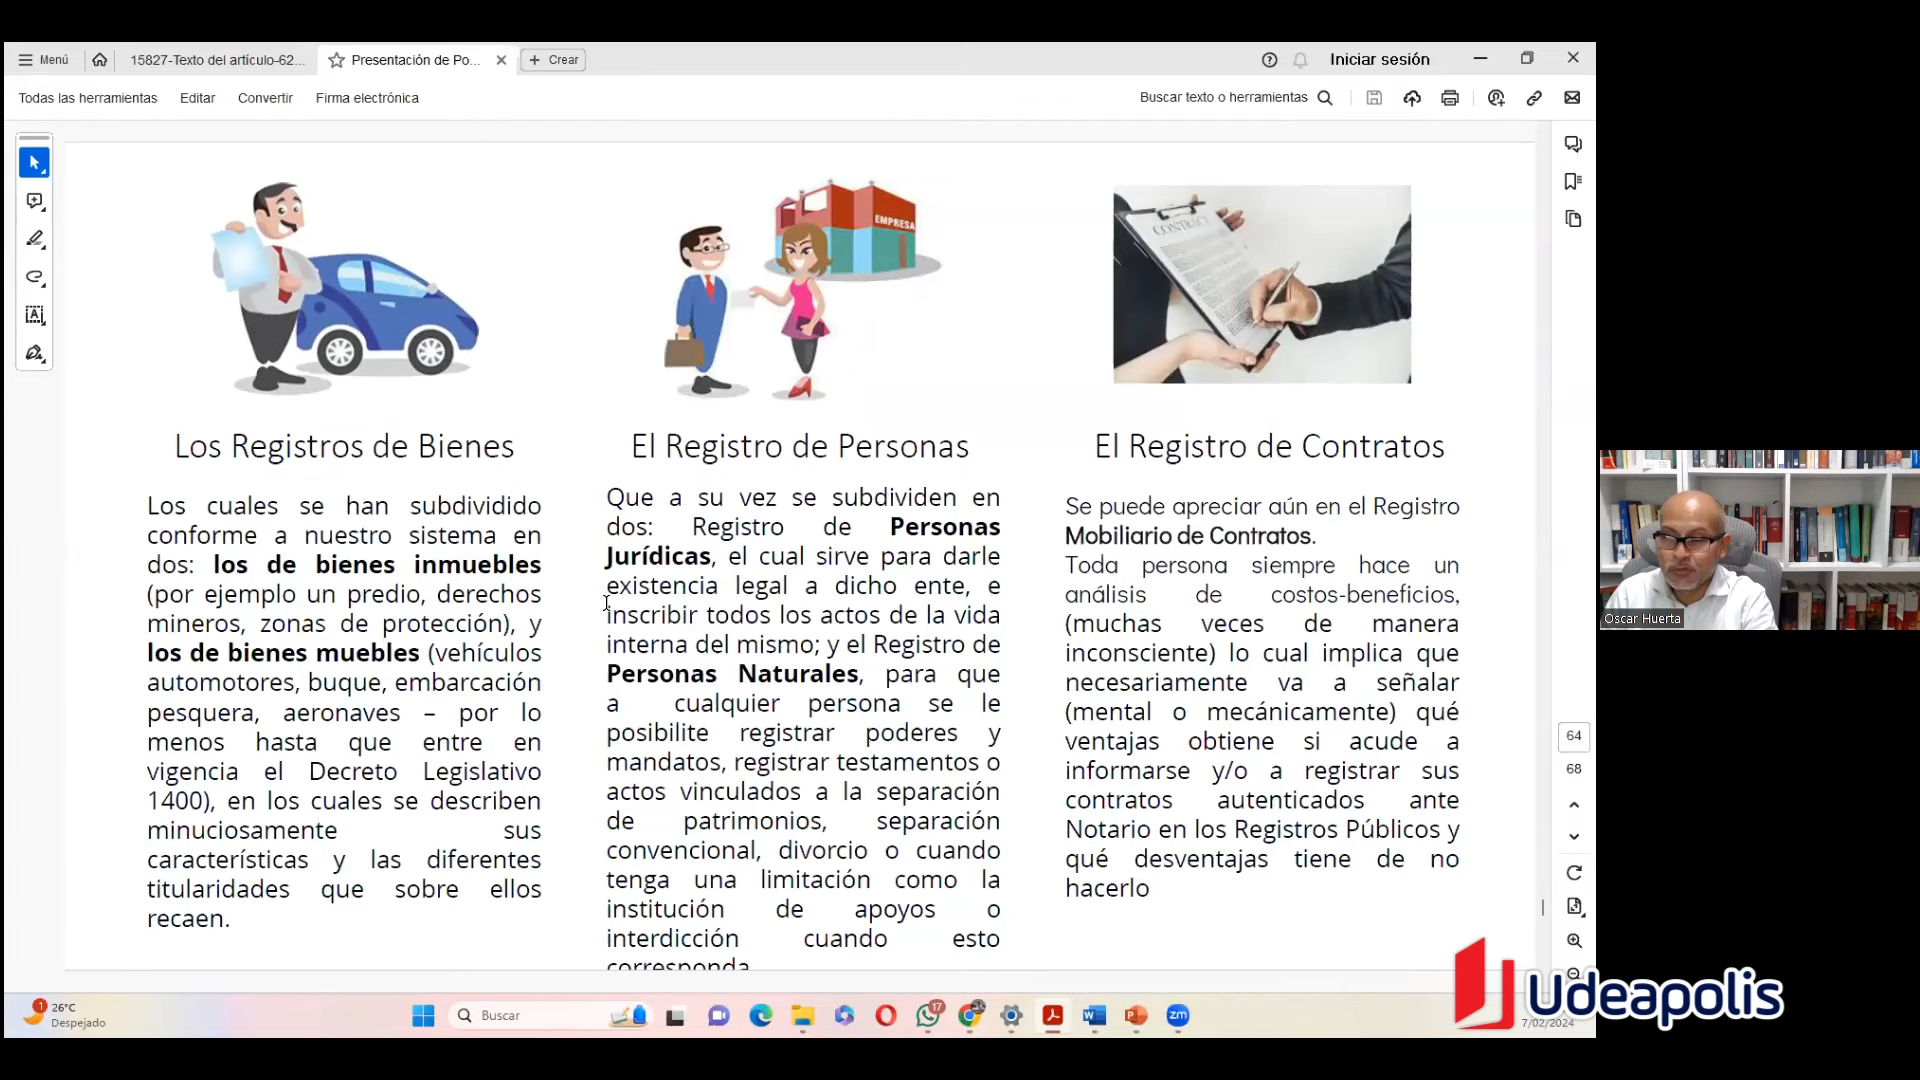 Menú
15827-Texto del artículo-62...
Presentación de Po...
Crear
Iniciar sesión
Todas las herramientas
Editar
Convertir
Firma electrónica
Buscar texto o herramientas
EMPRESA
CONTRACT
Los Registros de Bienes
Los cuales se han subdividido
conforme a nuestro sistema en
dos: los de bienes inmuebles
(por ejemplo un predio, derechos
mineros, zonas de protección), y
los de bienes muebles (vehículos
automotores, buque, embarcación
pesquera, aeronaves – por lo
menos hasta que entre en
vigencia el Decreto Legislativo
1400), en los cuales se describen
minuciosamente sus
características y las diferentes
titularidades que sobre ellos
recaen.
El Registro de Personas
Que a su vez se subdividen en
dos: Registro de Personas
Jurídicas, el cual sirve para darle
existencia legal a dicho ente, e
inscribir todos los actos de la vida
interna del mismo; y el Registro de
Personas Naturales, para que
a cualquier persona se le
posibilite registrar poderes y
mandatos, registrar testamentos o
actos vinculados a la separación
de patrimonios, separación
convencional, divorcio o cuando
tenga una limitación como la
institución de apoyos o
interdicción cuando esto
corresponda
El Registro de Contratos
Se puede apreciar aún en el Registro
Mobiliario de Contratos.
Toda persona siempre hace un
análisis de costos-beneficios,
(muchas veces de manera
inconsciente) lo cual implica que
necesariamente va a señalar
(mental o mecánicamente) qué
ventajas obtiene si acude a
informarse y/o a registrar sus
contratos autenticados ante
Notario en los Registros Públicos y
qué desventajas tiene de no
hacerlo
64
68
Oscar Huerta
1
26°C
Despejado
Buscar
17
zm
7/02/2024
Udeapolis